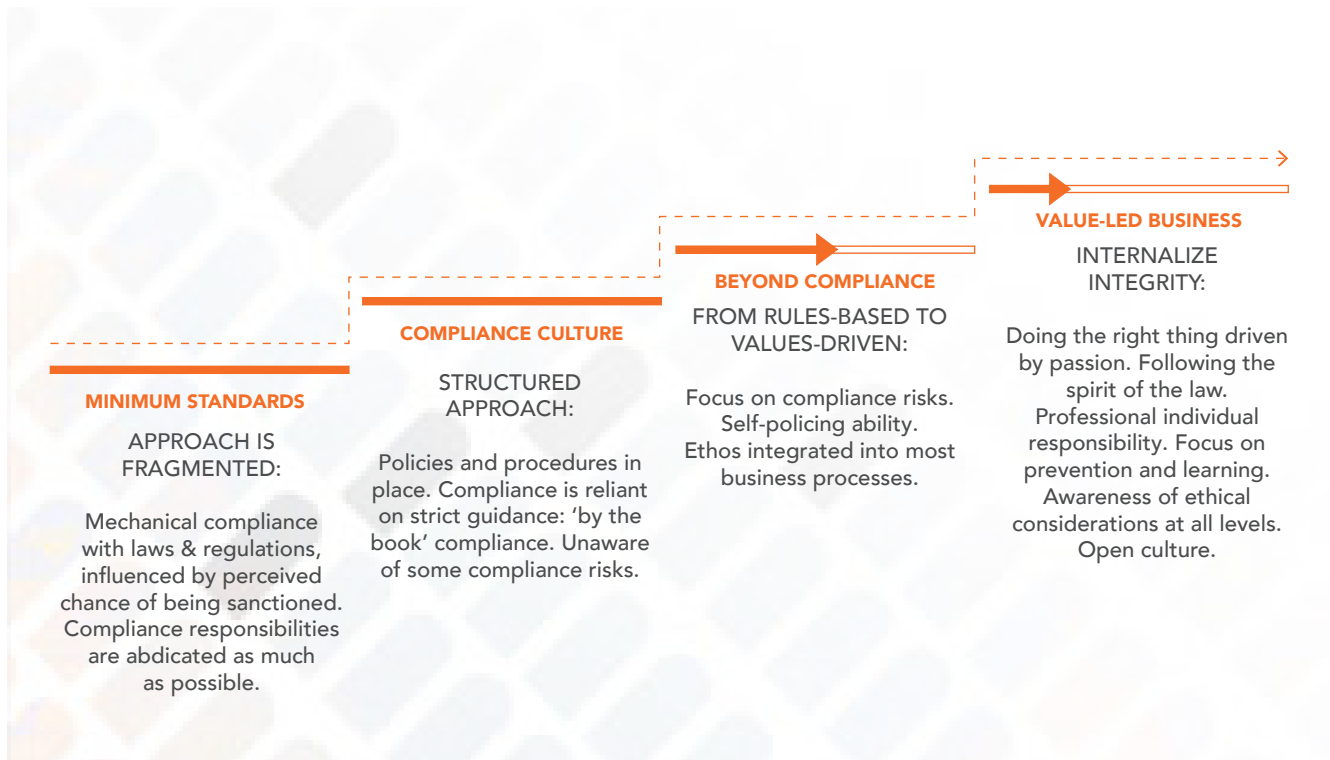 MINIMUM STANDARDS
APPROACH IS
FRAGMENTED:
Mechanical compliance
with laws & regulations,
influenced by perceived
chance of being sanctioned.
Compliance responsibilities
are abdicated as much
as possible.
COMPLIANCE CULTURE
STRUCTURED
APPROACH:
Policies and procedures in
place. Compliance is reliant
on strict guidance: ‘by the
book’ compliance. Unaware
of some compliance risks.
BEYOND COMPLIANCE
FROM RULES-BASED TO
VALUES-DRIVEN:
Focus on compliance risks.
Self-policing ability.
Ethos integrated into most
business processes.
VALUE-LED BUSINESS
INTERNALIZE
INTEGRITY:
Doing the right thing driven
by passion. Following the
spirit of the law.
Professional individual
responsibility. Focus on
prevention and learning.
Awareness of ethical
considerations at all levels.
Open culture.